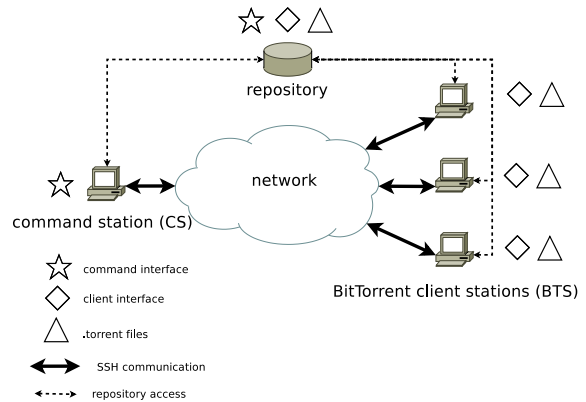 repository
network
command station (CS)
BitTorrent client stations (BTS)
command interface
client interface
.torrent files
SSH communication
repository access